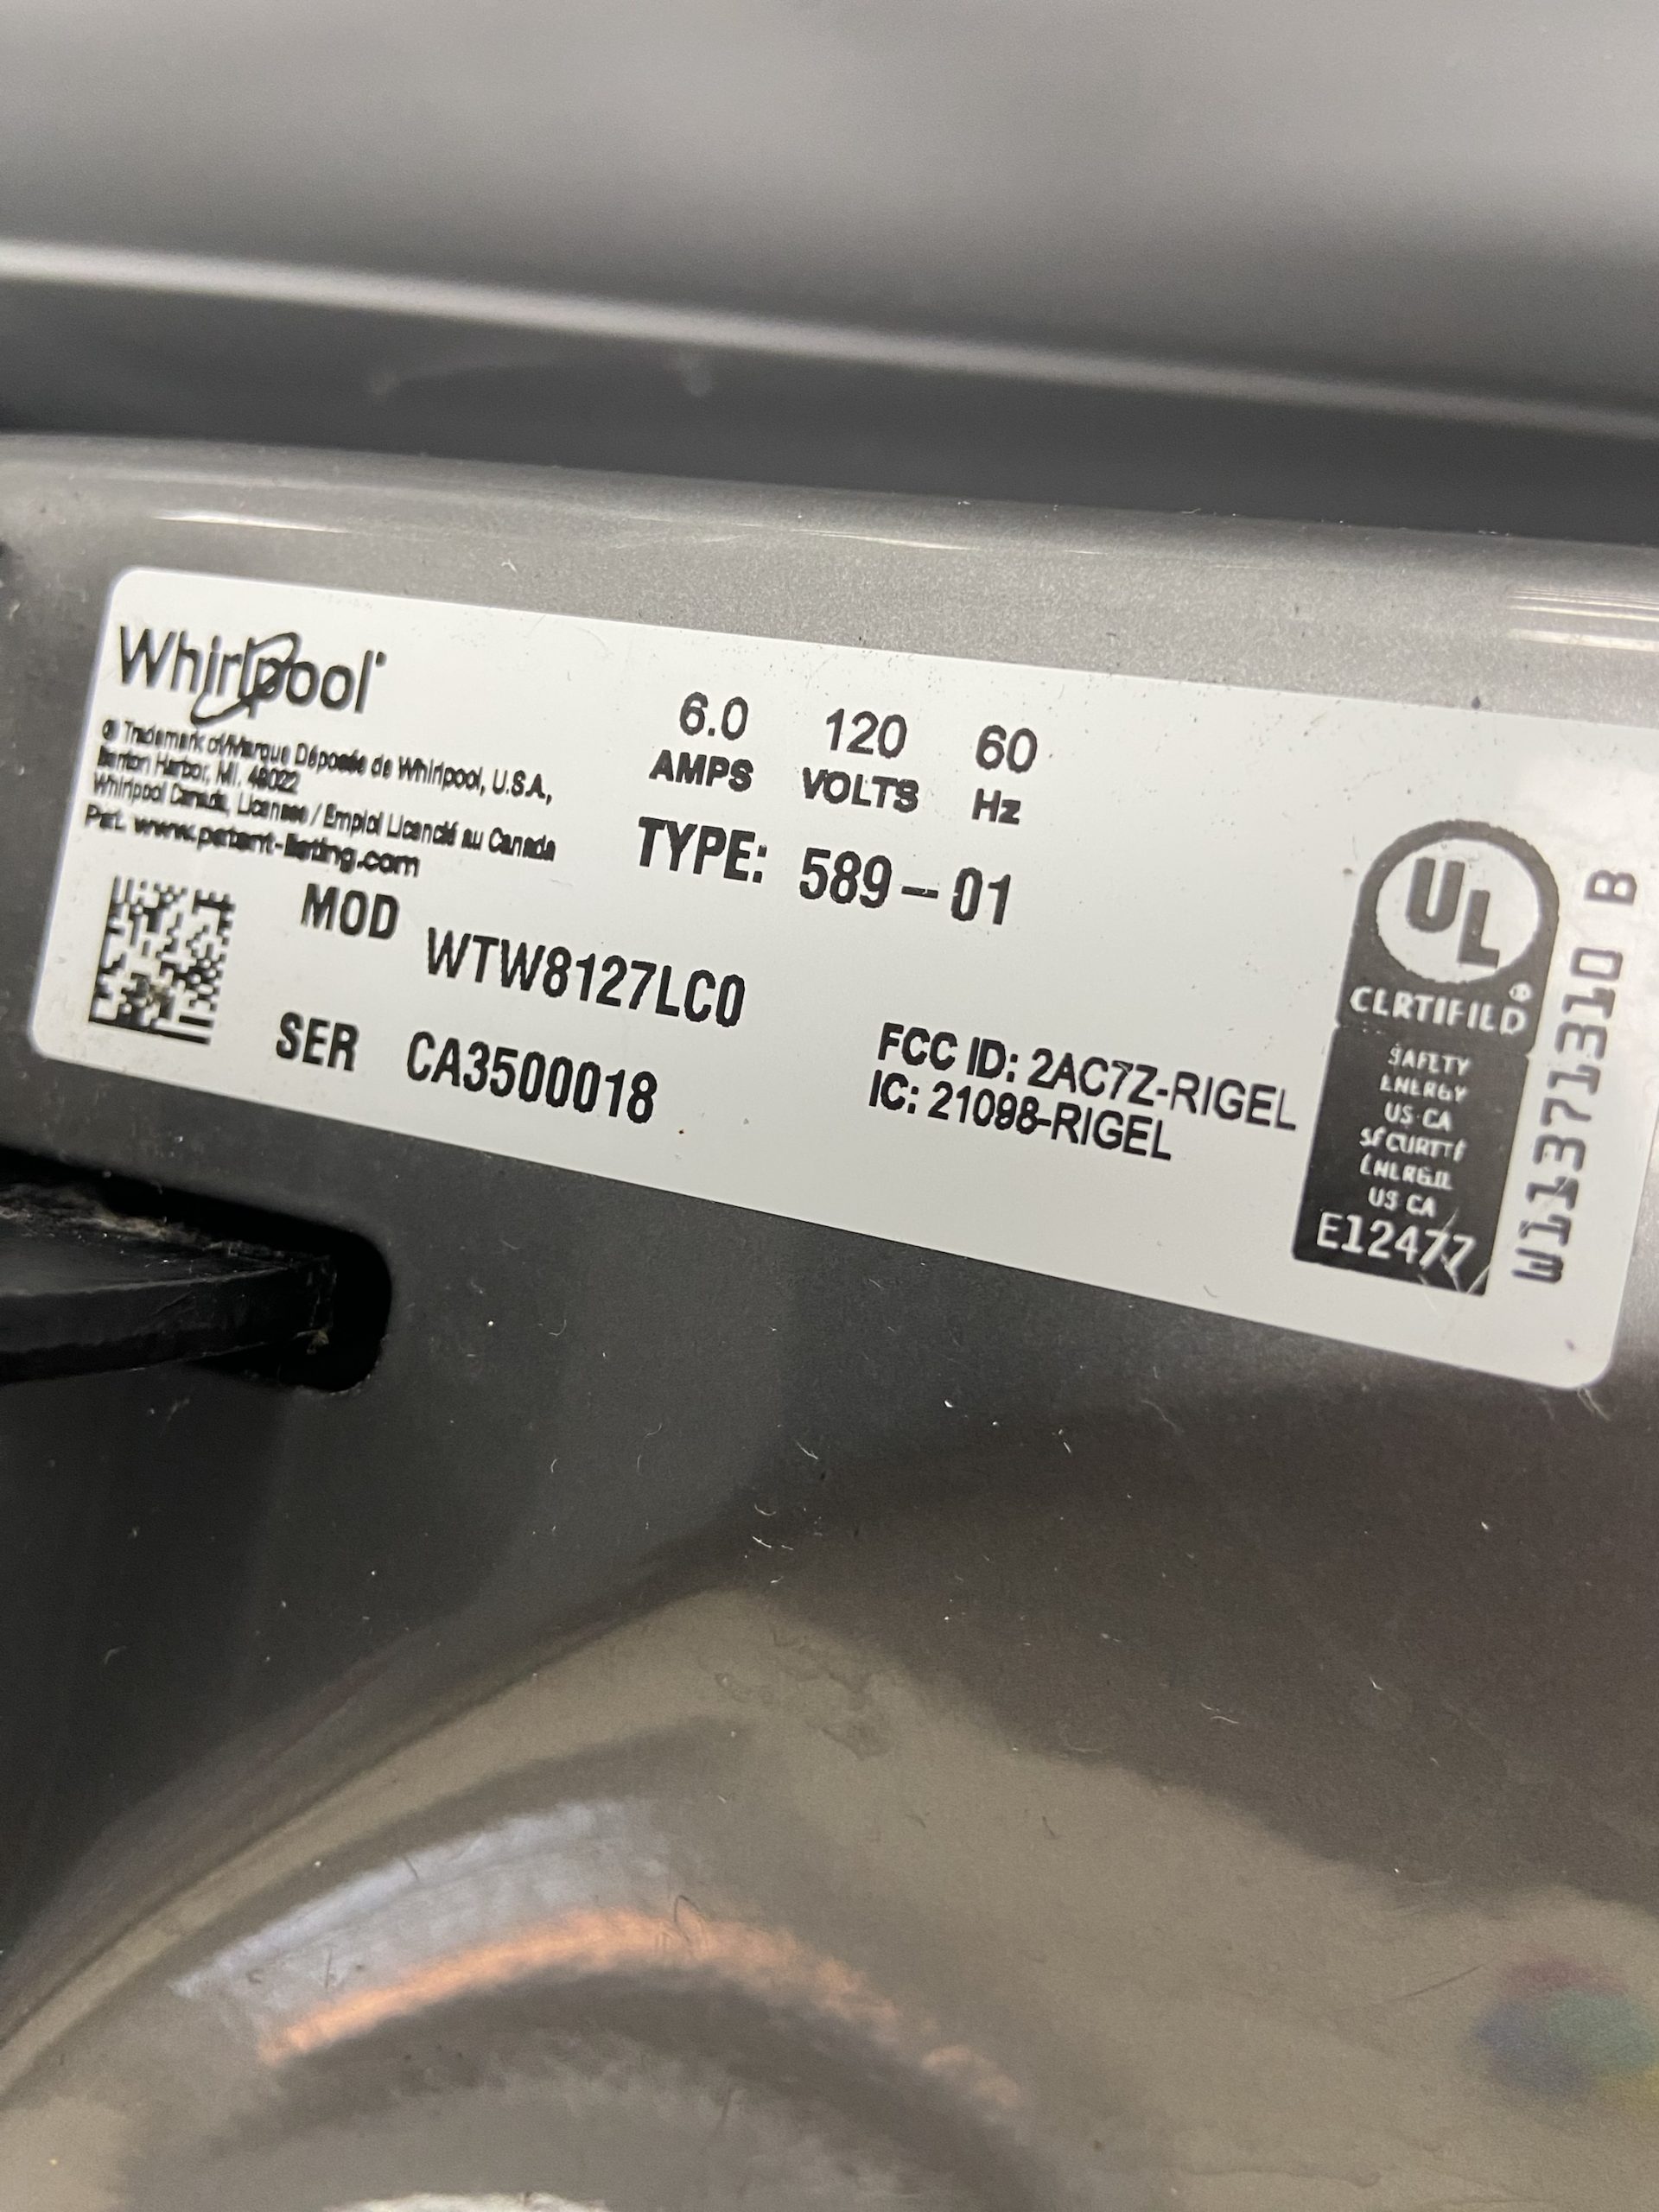 Whirlpool®
® Trademark of/Marque Déposée de Whirlpool, U.S.A.,
Benton Harbor, MI. 49022
Whirlpool Canada, Licensee / Emploi Licencié au Canada
Pat. www.patent-listing.com
6.0 120 60
AMPS VOLTS Hz
TYPE: 589-01
MOD WTW8127LC0
SER CA3500018
FCC ID: 2AC7Z-RIGEL
IC: 21098-RIGEL
UL
CERTIFIED®
SAFETY
ENERGY
US CA
SÉCURITÉ
ÉNERGIE
US CA
E12477
W11371310 B